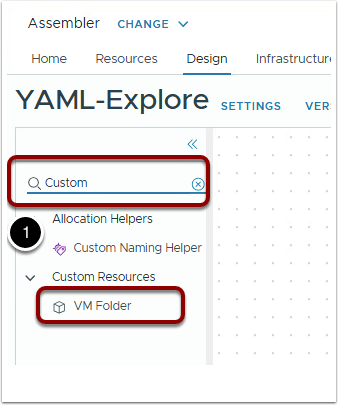 Assembler CHANGE
Home Resources Design Infrastructure
YAML-Explore SETTINGS VERS
Custom
1
Allocation Helpers
Custom Naming Helper
Custom Resources
VM Folder